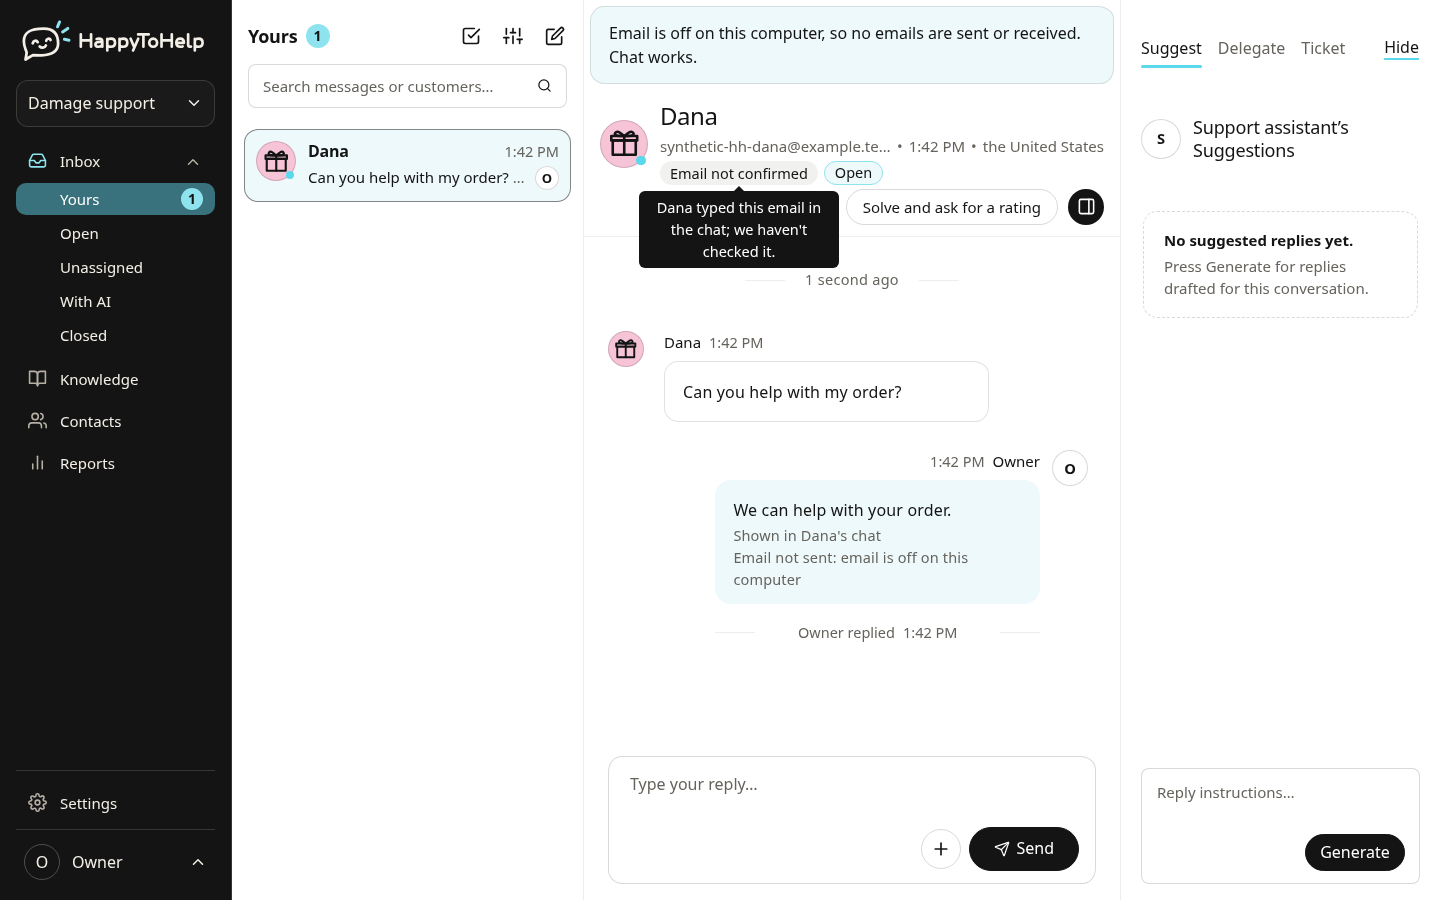 HappyToHelp
Damage support
Inbox
Yours 1
Open
Unassigned
With AI
Closed
Knowledge
Contacts
Reports
Settings
O Owner
Yours 1
Search messages or customers...
Dana 1:42 PM
Can you help with my order? ... O
Email is off on this computer, so no emails are sent or received.
Chat works.
Dana
synthetic-hh-dana@example.te... • 1:42 PM • the United States
Email not confirmed Open
Dana typed this email in
the chat; we haven't
checked it.
Solve and ask for a rating
1 second ago
Dana 1:42 PM
Can you help with my order?
1:42 PM Owner O
We can help with your order.
Shown in Dana's chat
Email not sent: email is off on this
computer
Owner replied 1:42 PM
Type your reply...
Send
Suggest Delegate Ticket Hide
S Support assistant’s
Suggestions
No suggested replies yet.
Press Generate for replies
drafted for this conversation.
Reply instructions...
Generate